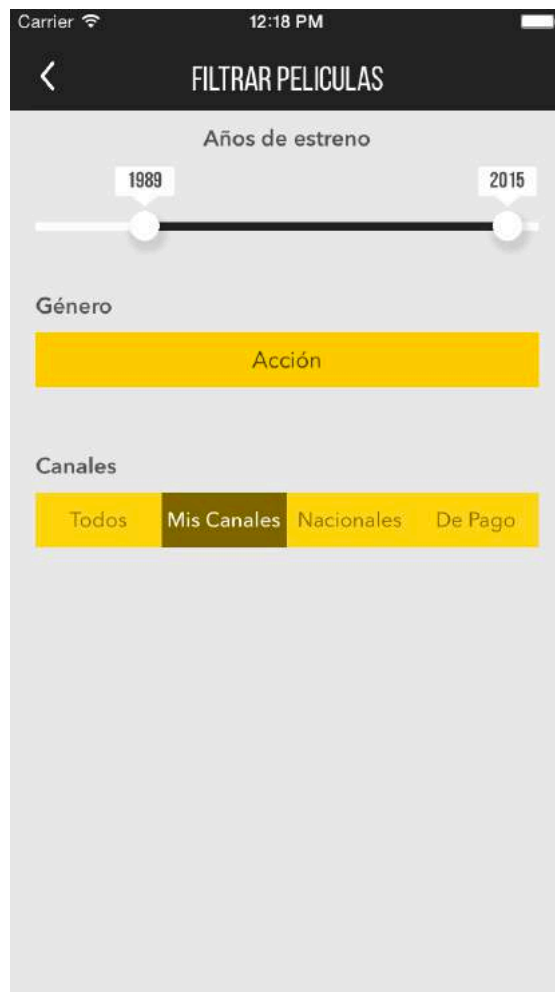 Carrier 12:18 PM
FILTRAR PELICULAS
Años de estreno
1989 2015
Género
Acción
Canales
Todos Mis Canales Nacionales De Pago